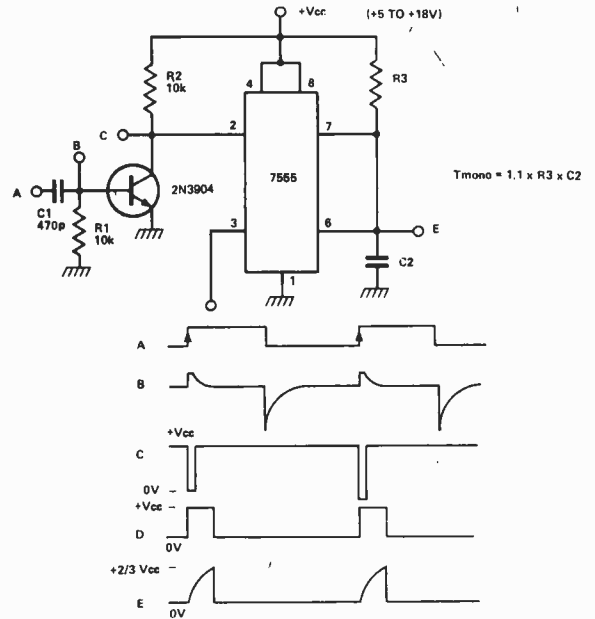 +Vcc (+5 TO +18V)
R2
10k
4 8
R3
C 2 7
B
7555
A 2N3904
Tmono = 1,1 x R3 x C2
C1
470p
R1
10k
3 6 E
C2
1
A
B
+Vcc
C
0V
+Vcc
D
0V
+2/3 Vcc
E
0V